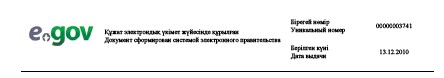 e.gov
Құжат электрондық үкімет жүйесінде құрылған
Документ сформирован системой электронного правительства
Бірегей нөмір
Уникальный номер
00000003741
Берілген күні
Дата выдачи
13.12.2010